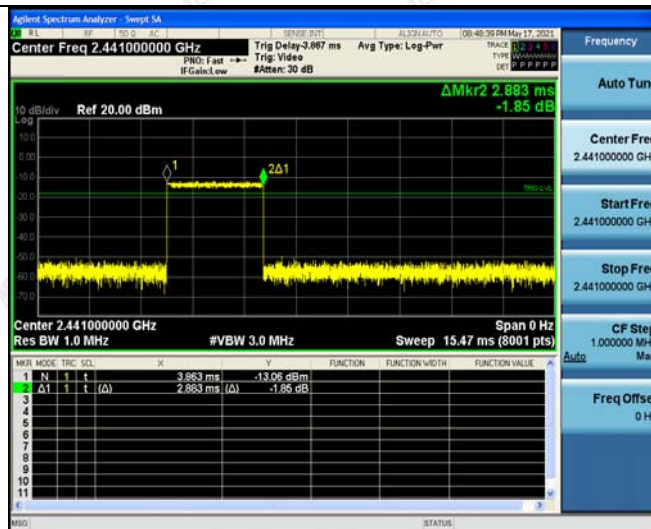 Agilent Spectrum Analyzer - Swept SA
RL RF 50 Ω AC SENSE:INT ALIGN AUTO 08:48:39 PM May 17, 2021
Center Freq 2.441000000 GHz
PNO: Fast
IFGain:Low
Trig Delay-3.867 ms
Trig: Video
#Atten: 30 dB
Avg Type: Log-Pwr
TRACE 1 2 3 4 5 6
TYPE
DET P P P P P P
ΔMkr2 2.883 ms
-1.85 dB
10 dB/div Ref 20.00 dBm
Log
10.0
0.00
-10.0
-20.0
-30.0
-40.0
-50.0
-60.0
-70.0
1
2Δ1
TRIG LVL
Center 2.441000000 GHz Span 0 Hz
Res BW 1.0 MHz #VBW 3.0 MHz Sweep 15.47 ms (8001 pts)
MKR MODE TRC SCL X Y FUNCTION FUNCTION WIDTH FUNCTION VALUE
1 N 1 t 3.863 ms -13.06 dBm
2 Δ1 1 t (Δ) 2.883 ms (Δ) -1.85 dB
3
4
5
6
7
8
9
10
11
MSG STATUS
Frequency
Auto Tun
Center Fre
2.441000000 GH
Start Fre
2.441000000 GH
Stop Fre
2.441000000 GH
CF Step
1.000000 MH
Auto Ma
Freq Offse
0 H